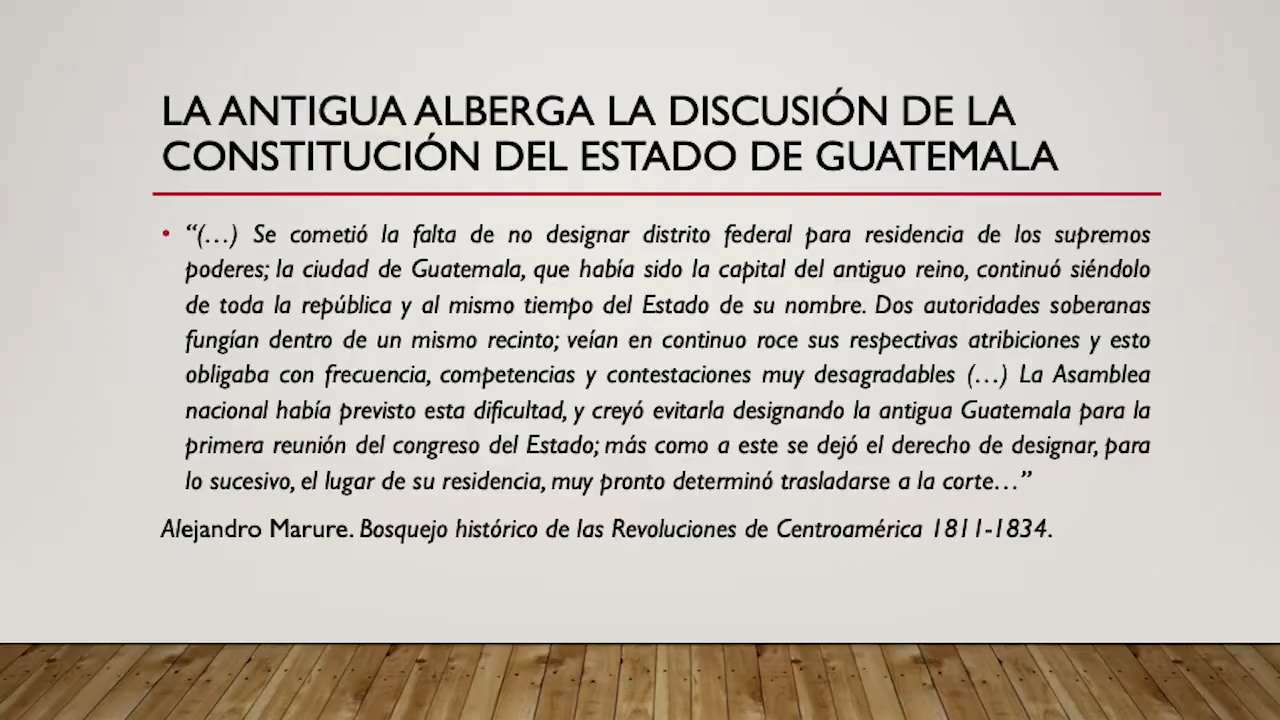 LA ANTIGUA ALBERGA LA DISCUSIÓN DE LA
CONSTITUCIÓN DEL ESTADO DE GUATEMALA
• “(…) Se cometió la falta de no designar distrito federal para residencia de los supremos
poderes; la ciudad de Guatemala, que había sido la capital del antiguo reino, continuó siéndolo
de toda la república y al mismo tiempo del Estado de su nombre. Dos autoridades soberanas
fungían dentro de un mismo recinto; veían en continuo roce sus respectivas atribiciones y esto
obligaba con frecuencia, competencias y contestaciones muy desagradables (…) La Asamblea
nacional había previsto esta dificultad, y creyó evitarla designando la antigua Guatemala para la
primera reunión del congreso del Estado; más como a este se dejó el derecho de designar, para
lo sucesivo, el lugar de su residencia, muy pronto determinó trasladarse a la corte…”
Alejandro Marure. Bosquejo histórico de las Revoluciones de Centroamérica 1811-1834.